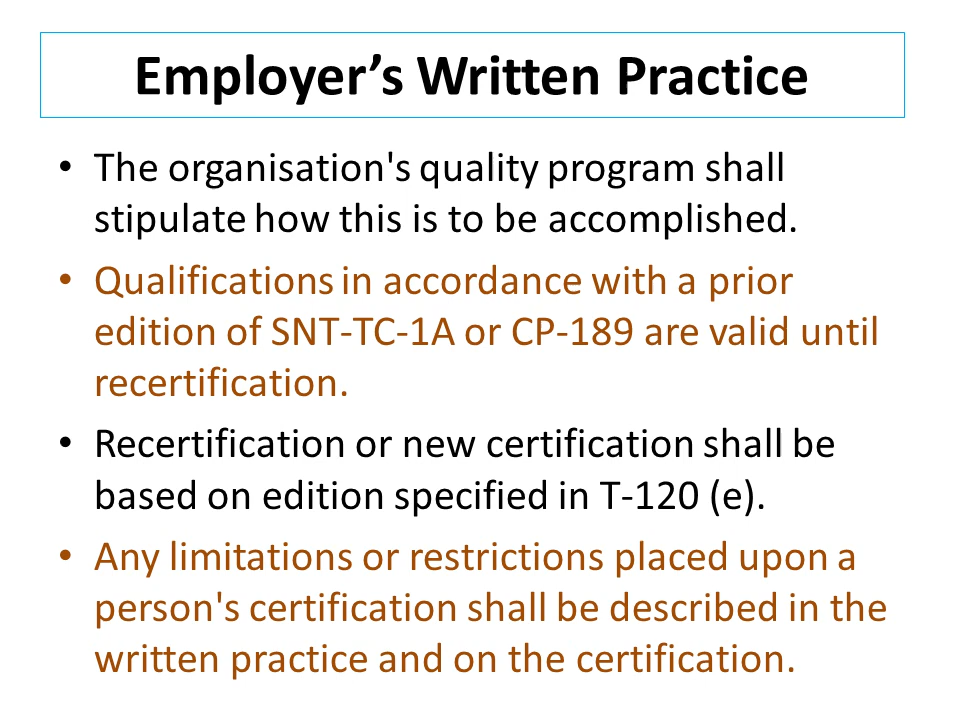 Employer’s Written Practice
• The organisation's quality program shall
stipulate how this is to be accomplished.
• Qualifications in accordance with a prior
edition of SNT-TC-1A or CP-189 are valid until
recertification.
• Recertification or new certification shall be
based on edition specified in T-120 (e).
• Any limitations or restrictions placed upon a
person's certification shall be described in the
written practice and on the certification.